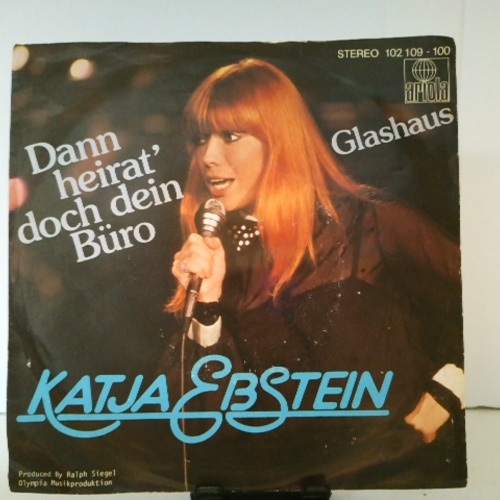 STEREO 102 109 - 100
ariola
Dann
heirat'
doch dein
Büro
Glashaus
KATJA EBSTEIN
Produced By Ralph Siegel
Olympia Musikproduktion